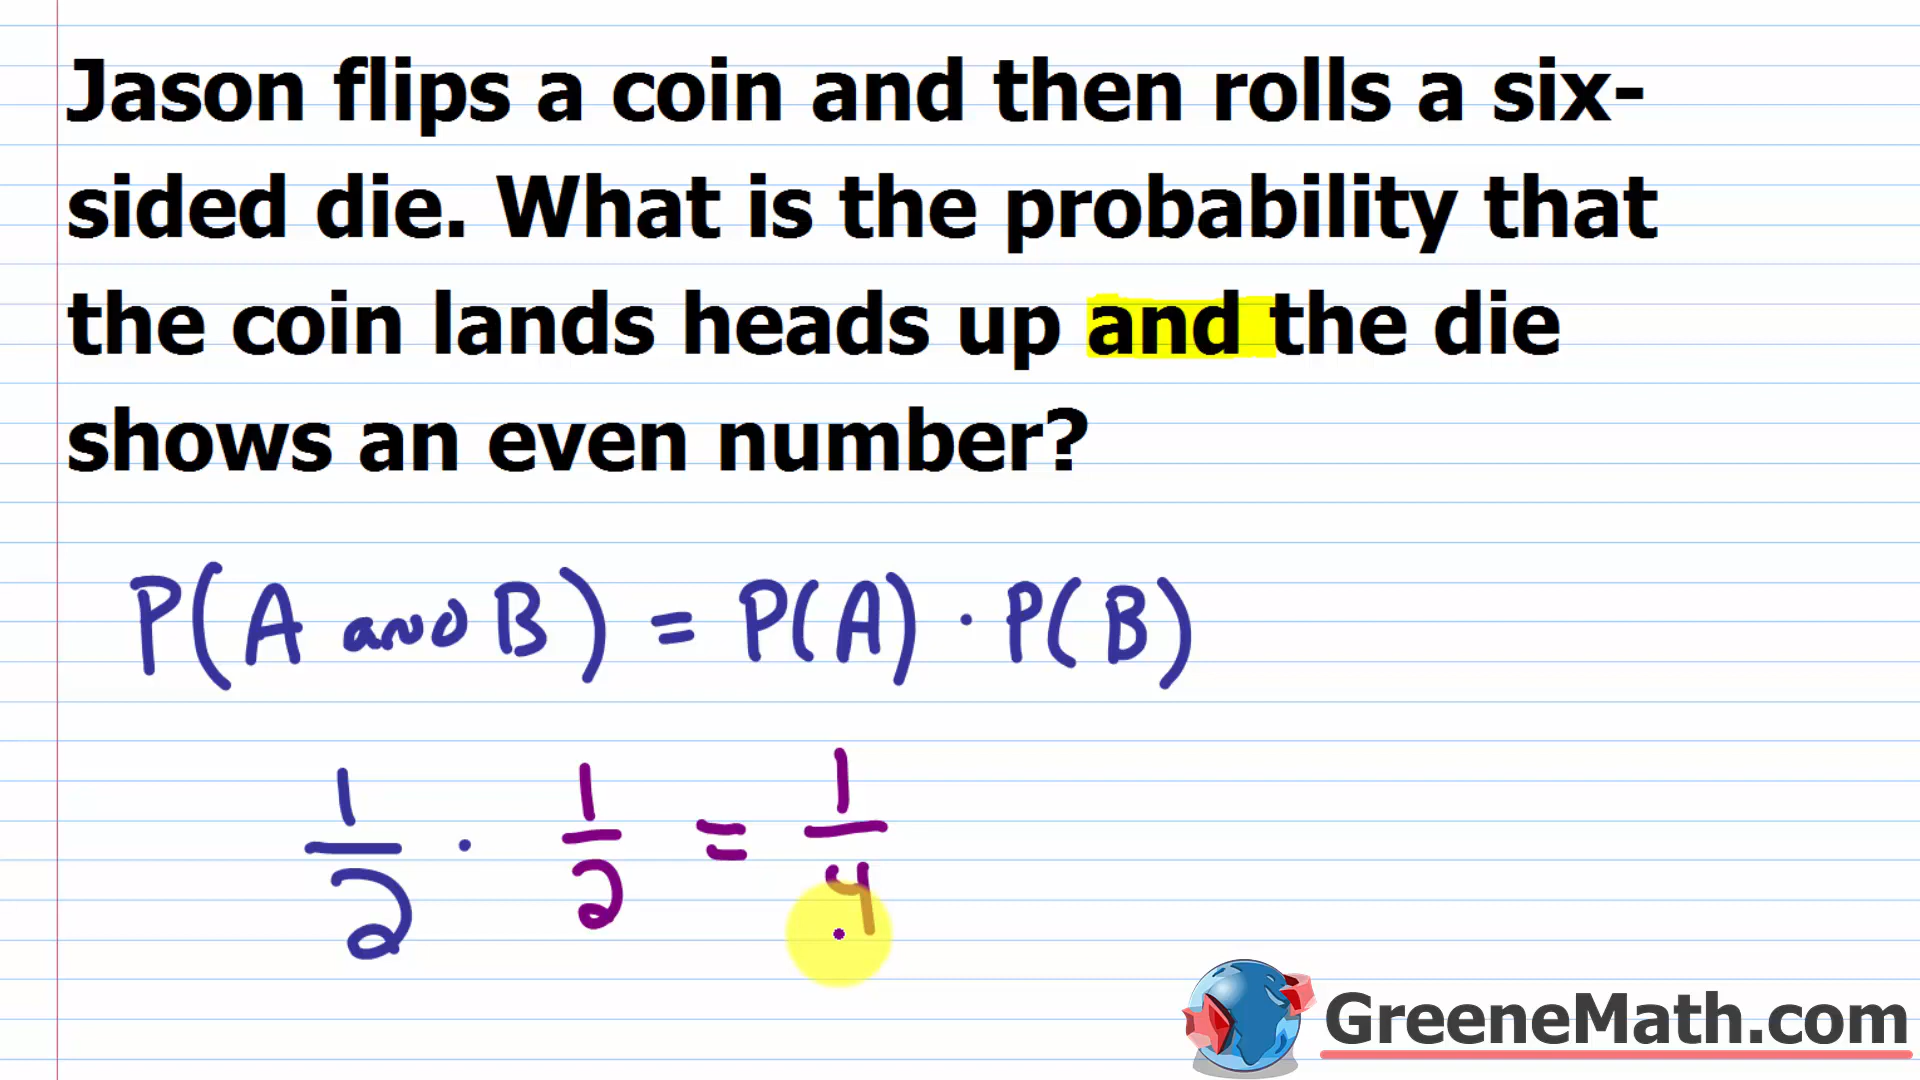 Jason flips a coin and then rolls a six-
sided die. What is the probability that
the coin lands heads up and the die
shows an even number?
P(A and B) = P(A) · P(B)
1/2 · 1/2 = 1/4
GreeneMath.com